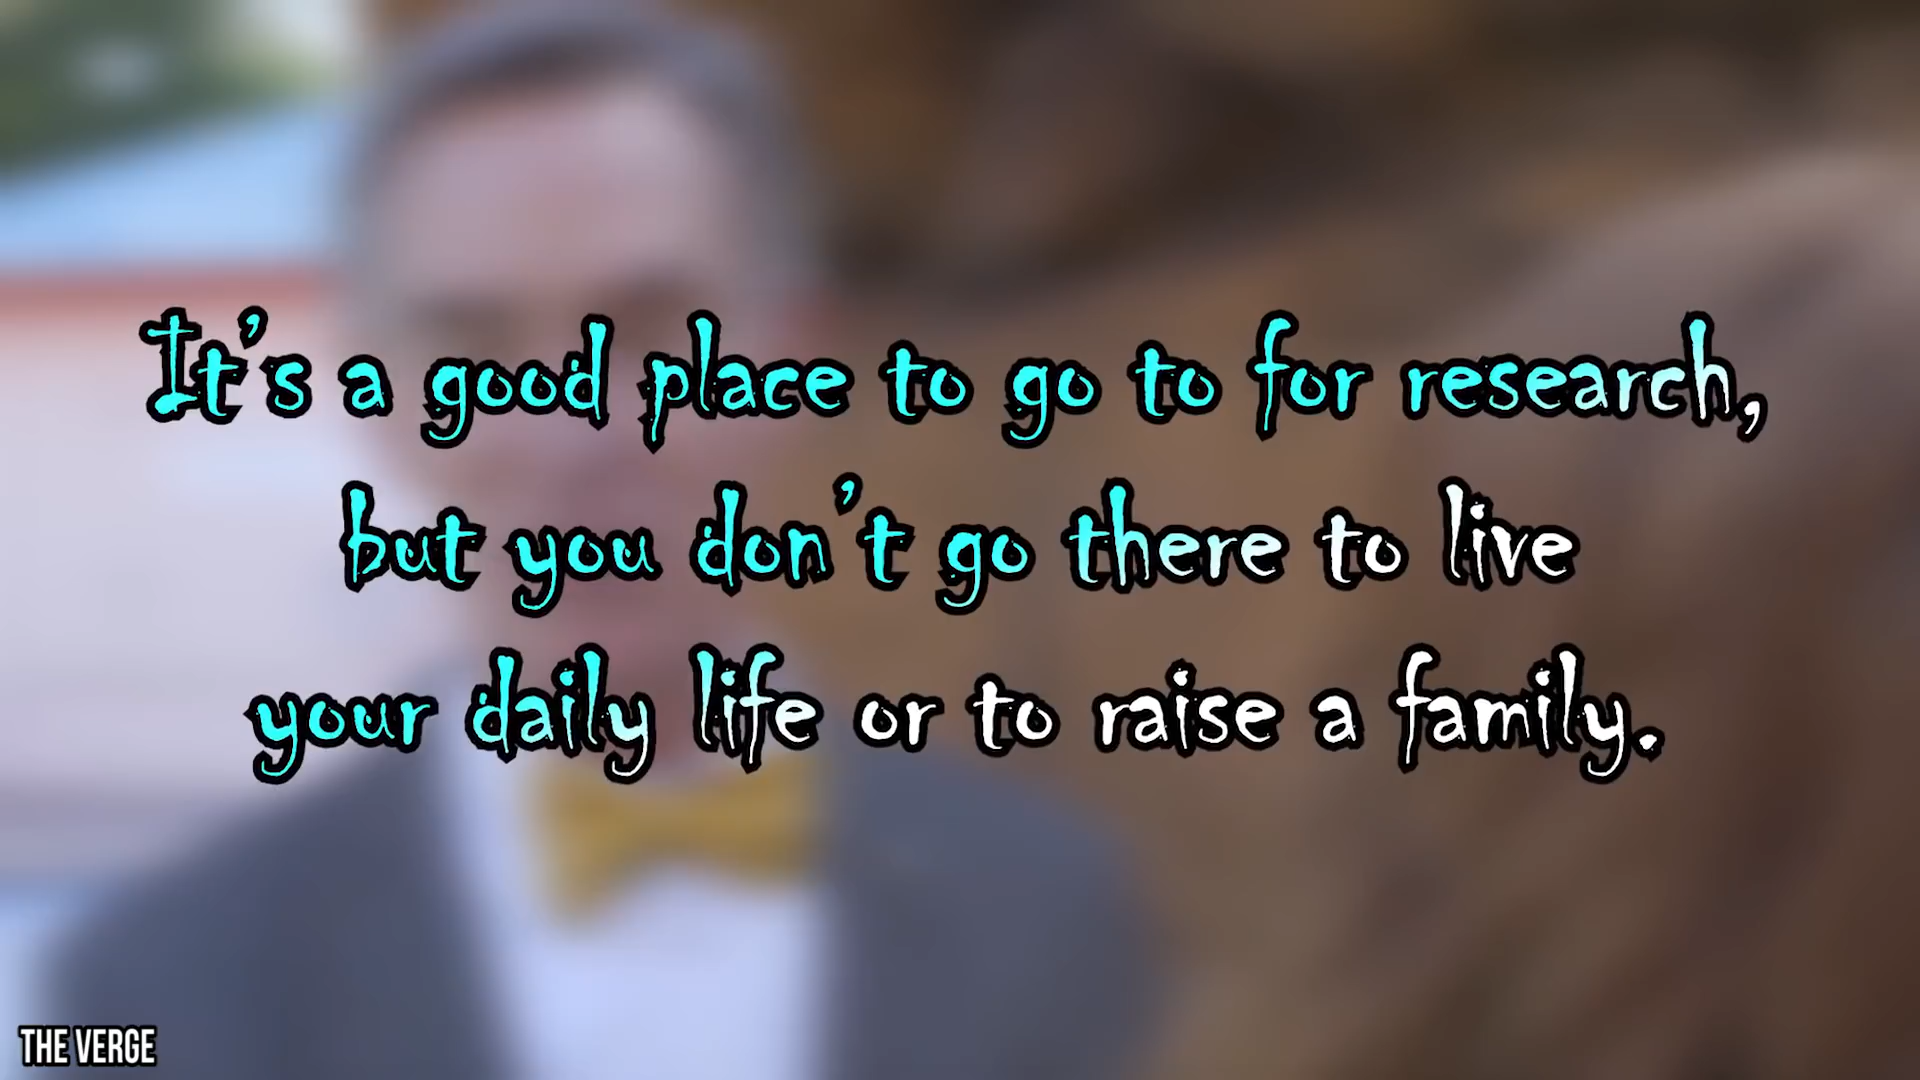 It's a good place to go to for research,
but you don't go there to live
your daily life or to raise a family.
THE VERGE